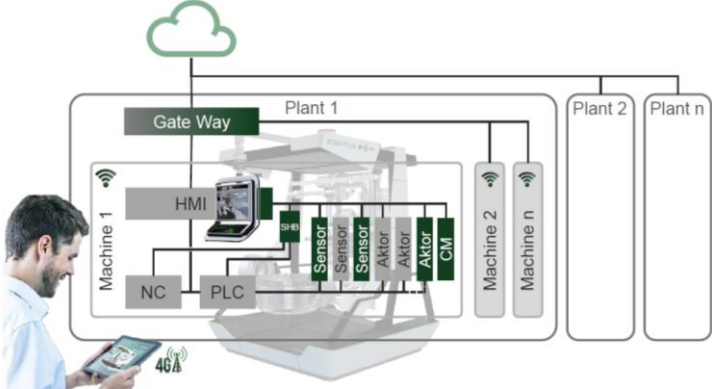 Plant 1
Plant 2
Plant n
Gate Way
Machine 1
HMI
SHB
Sensor
Sensor
Sensor
Aktor
Aktor
Aktor
CM
Machine 2
Machine n
NC
PLC
4G